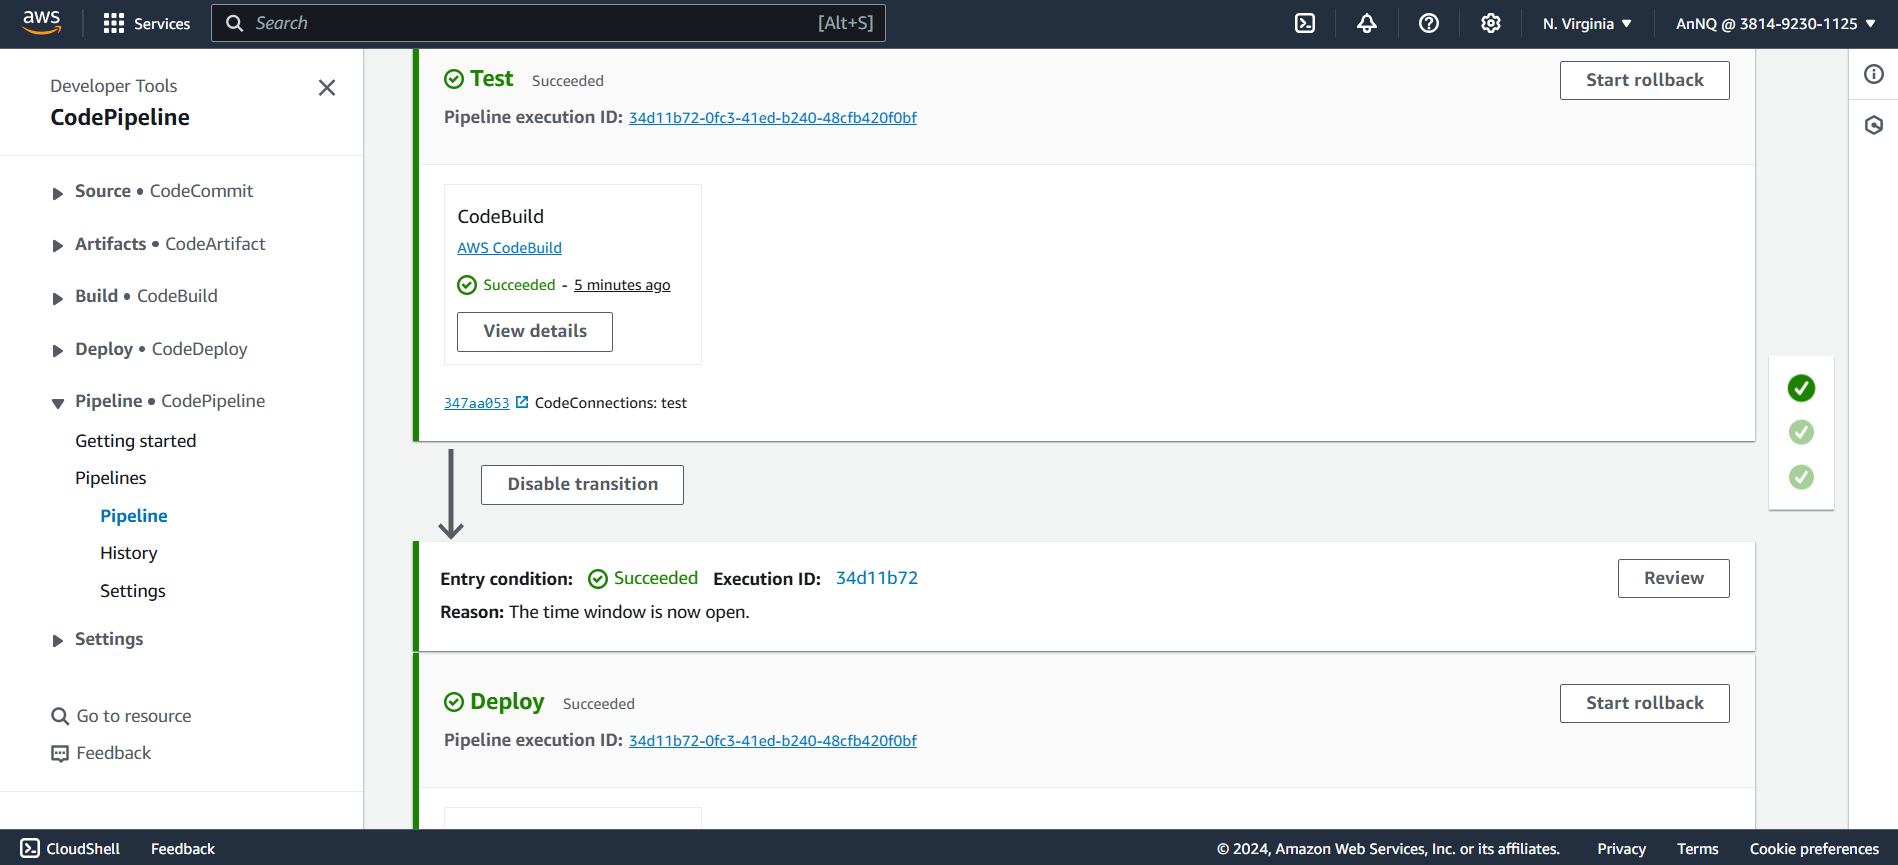 aws
Services
Search
[Alt+S]
N. Virginia
AnNQ @ 3814-9230-1125
Developer Tools
CodePipeline
Source • CodeCommit
Artifacts • CodeArtifact
Build • CodeBuild
Deploy • CodeDeploy
Pipeline • CodePipeline
Getting started
Pipelines
Pipeline
History
Settings
Settings
Go to resource
Feedback
Test Succeeded
Start rollback
Pipeline execution ID: 34d11b72-0fc3-41ed-b240-48cfb420f0bf
CodeBuild
AWS CodeBuild
Succeeded - 5 minutes ago
View details
347aa053 CodeConnections: test
Disable transition
Entry condition: Succeeded Execution ID: 34d11b72
Review
Reason: The time window is now open.
Deploy Succeeded
Start rollback
Pipeline execution ID: 34d11b72-0fc3-41ed-b240-48cfb420f0bf
CloudShell
Feedback
© 2024, Amazon Web Services, Inc. or its affiliates.
Privacy
Terms
Cookie preferences